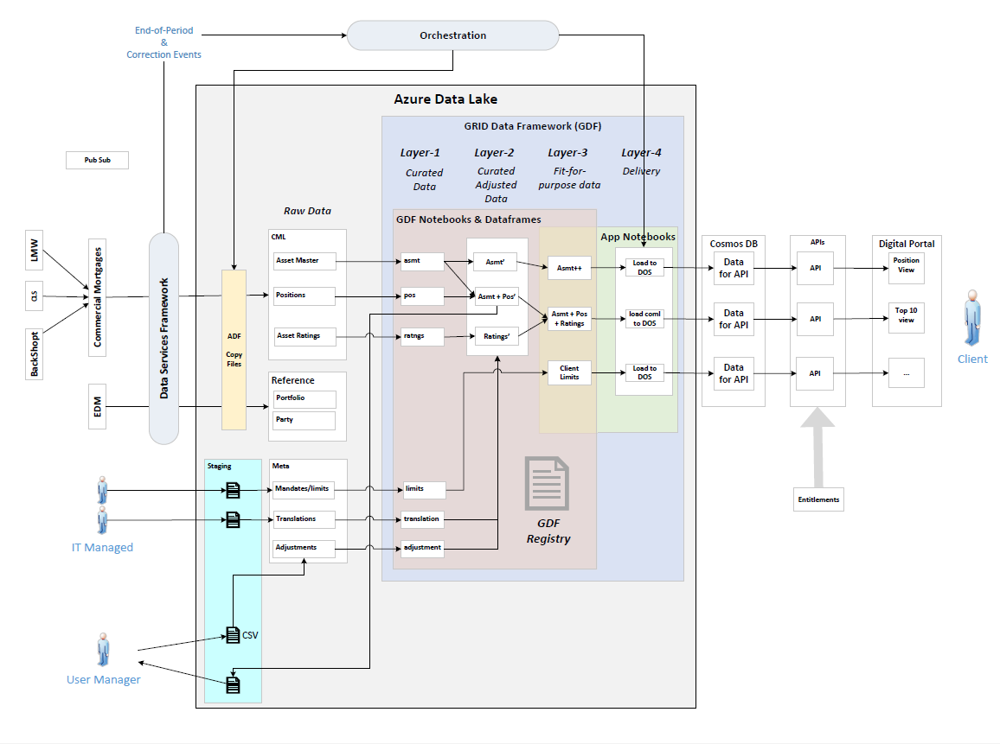 End-of-Period
&
Correction Events
Orchestration
Azure Data Lake
GRID Data Framework (GDF)
Layer-1
Curated
Data
Layer-2
Curated
Adjusted
Data
Layer-3
Fit-for-
purpose data
Layer-4
Delivery
Pub Sub
Raw Data
GDF Notebooks & Dataframes
App Notebooks
LMW
CLS
BackShopt
Commercial Mortgages
EDM
Data Services Framework
ADF
Copy
Files
CML
Asset Master
Positions
Asset Ratings
Reference
Portfolio
Party
asmt
pos
ratngs
Asmt'
Asmt + Pos'
Ratings'
Asmt++
Asmt + Pos
+ Ratings
Client
Limits
Load to
DOS
load coml
to DOS
Load to
DOS
Cosmos DB
Data
for API
Data
for API
Data
for API
APIs
API
API
API
Digital Portal
Position
View
Top 10
view
...
Client
Entitlements
Staging
Meta
Mandates/limits
Translations
Adjustments
limits
translation
adjustment
GDF
Registry
IT Managed
CSV
User Manager